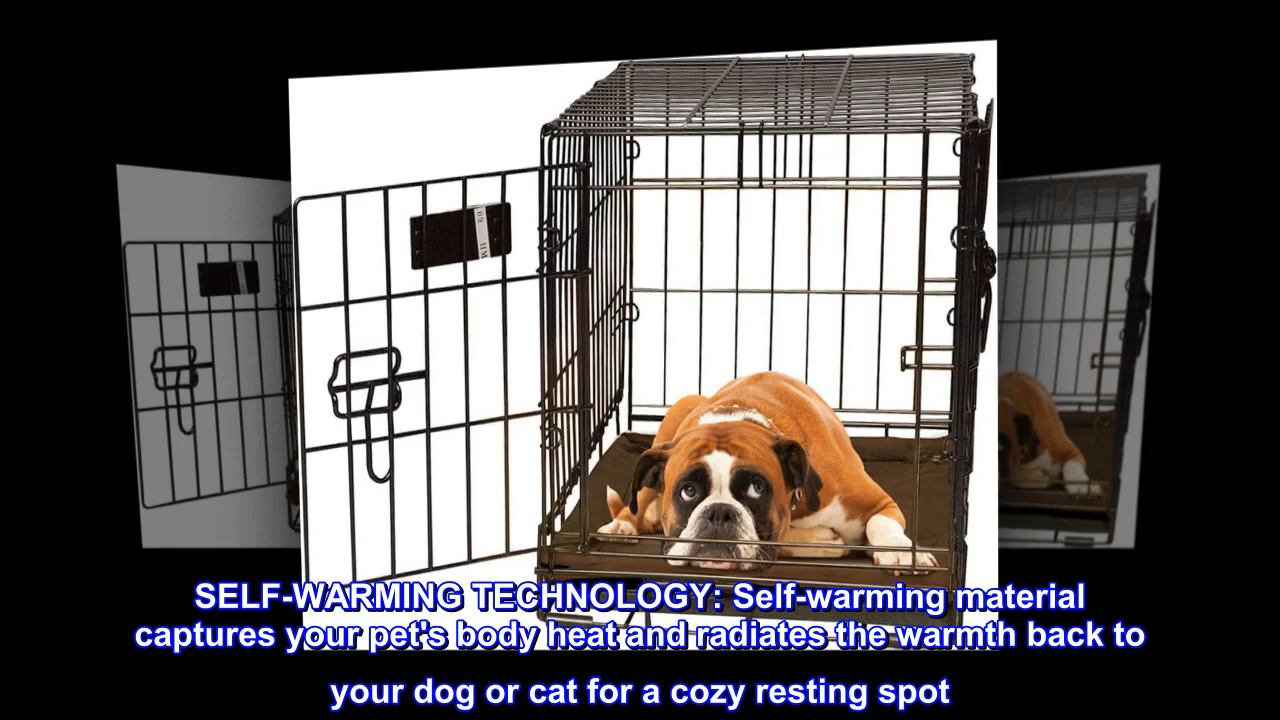 SELF-WARMING TECHNOLOGY: Self-warming material
captures your pet's body heat and radiates the warmth back to
your dog or cat for a cozy resting spot